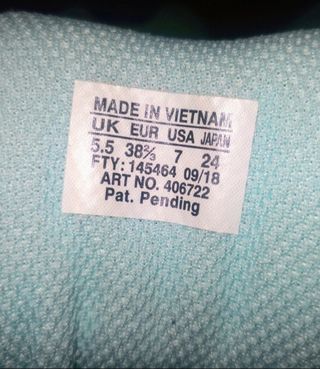 MADE IN VIETNAM
UK EUR USA JAPAN
5.5 38⅔ 7 24
FTY: 145464 09/18
ART NO. 406722
Pat. Pending